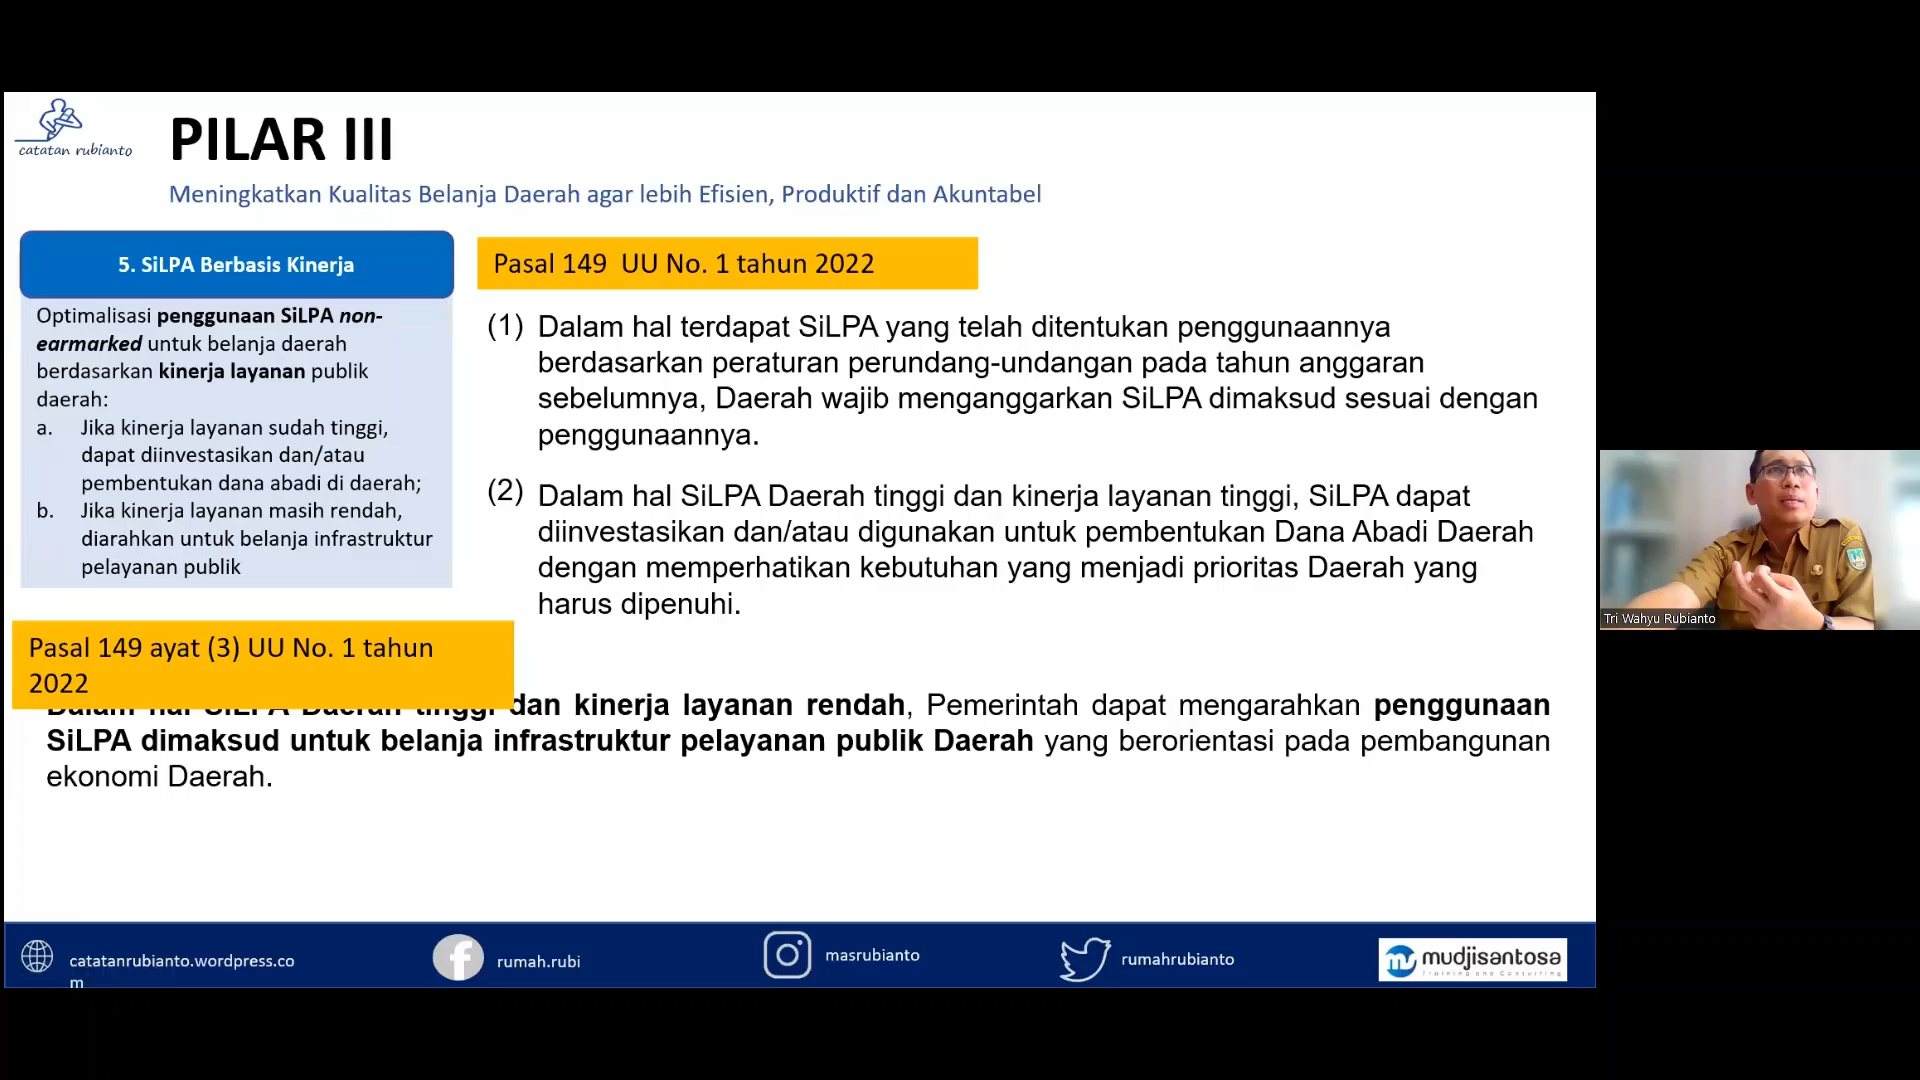 catatan rubianto
PILAR III
Meningkatkan Kualitas Belanja Daerah agar lebih Efisien, Produktif dan Akuntabel
5. SiLPA Berbasis Kinerja
Optimalisasi penggunaan SiLPA non-
earmarked untuk belanja daerah
berdasarkan kinerja layanan publik
daerah:
a. Jika kinerja layanan sudah tinggi,
dapat diinvestasikan dan/atau
pembentukan dana abadi di daerah;
b. Jika kinerja layanan masih rendah,
diarahkan untuk belanja infrastruktur
pelayanan publik
Pasal 149 UU No. 1 tahun 2022
(1) Dalam hal terdapat SiLPA yang telah ditentukan penggunaannya
berdasarkan peraturan perundang-undangan pada tahun anggaran
sebelumnya, Daerah wajib menganggarkan SiLPA dimaksud sesuai dengan
penggunaannya.
(2) Dalam hal SiLPA Daerah tinggi dan kinerja layanan tinggi, SiLPA dapat
diinvestasikan dan/atau digunakan untuk pembentukan Dana Abadi Daerah
dengan memperhatikan kebutuhan yang menjadi prioritas Daerah yang
harus dipenuhi.
Pasal 149 ayat (3) UU No. 1 tahun
2022
Dalam hal SiLPA Daerah tinggi dan kinerja layanan rendah, Pemerintah dapat mengarahkan penggunaan
SiLPA dimaksud untuk belanja infrastruktur pelayanan publik Daerah yang berorientasi pada pembangunan
ekonomi Daerah.
Tri Wahyu Rubianto
catatanrubianto.wordpress.co
m
rumah.rubi
masrubianto
rumahrubianto
mudjisantosa
Training and Consulting